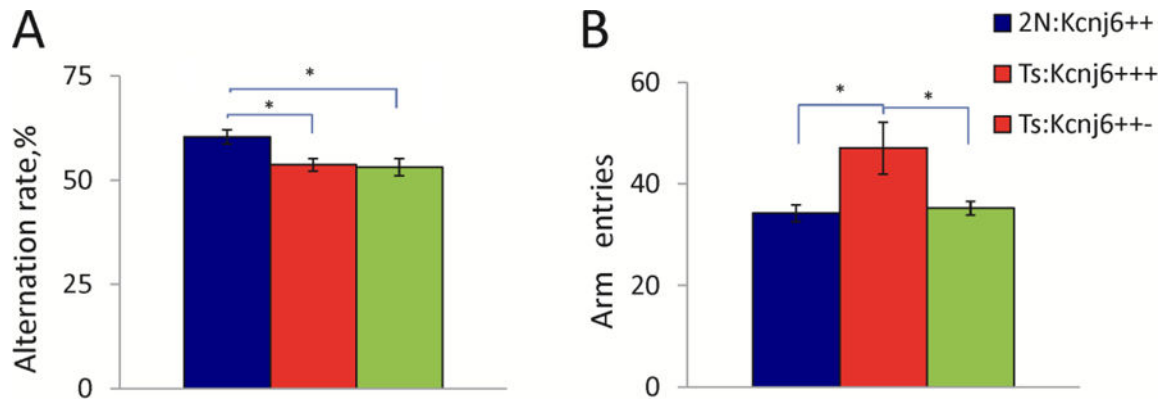 A
Alternation rate,%
75
50
25
0
*
*
B
Arm entries
60
40
20
0
*
*
2N:Kcnj6++
Ts:Kcnj6+++
Ts:Kcnj6++-